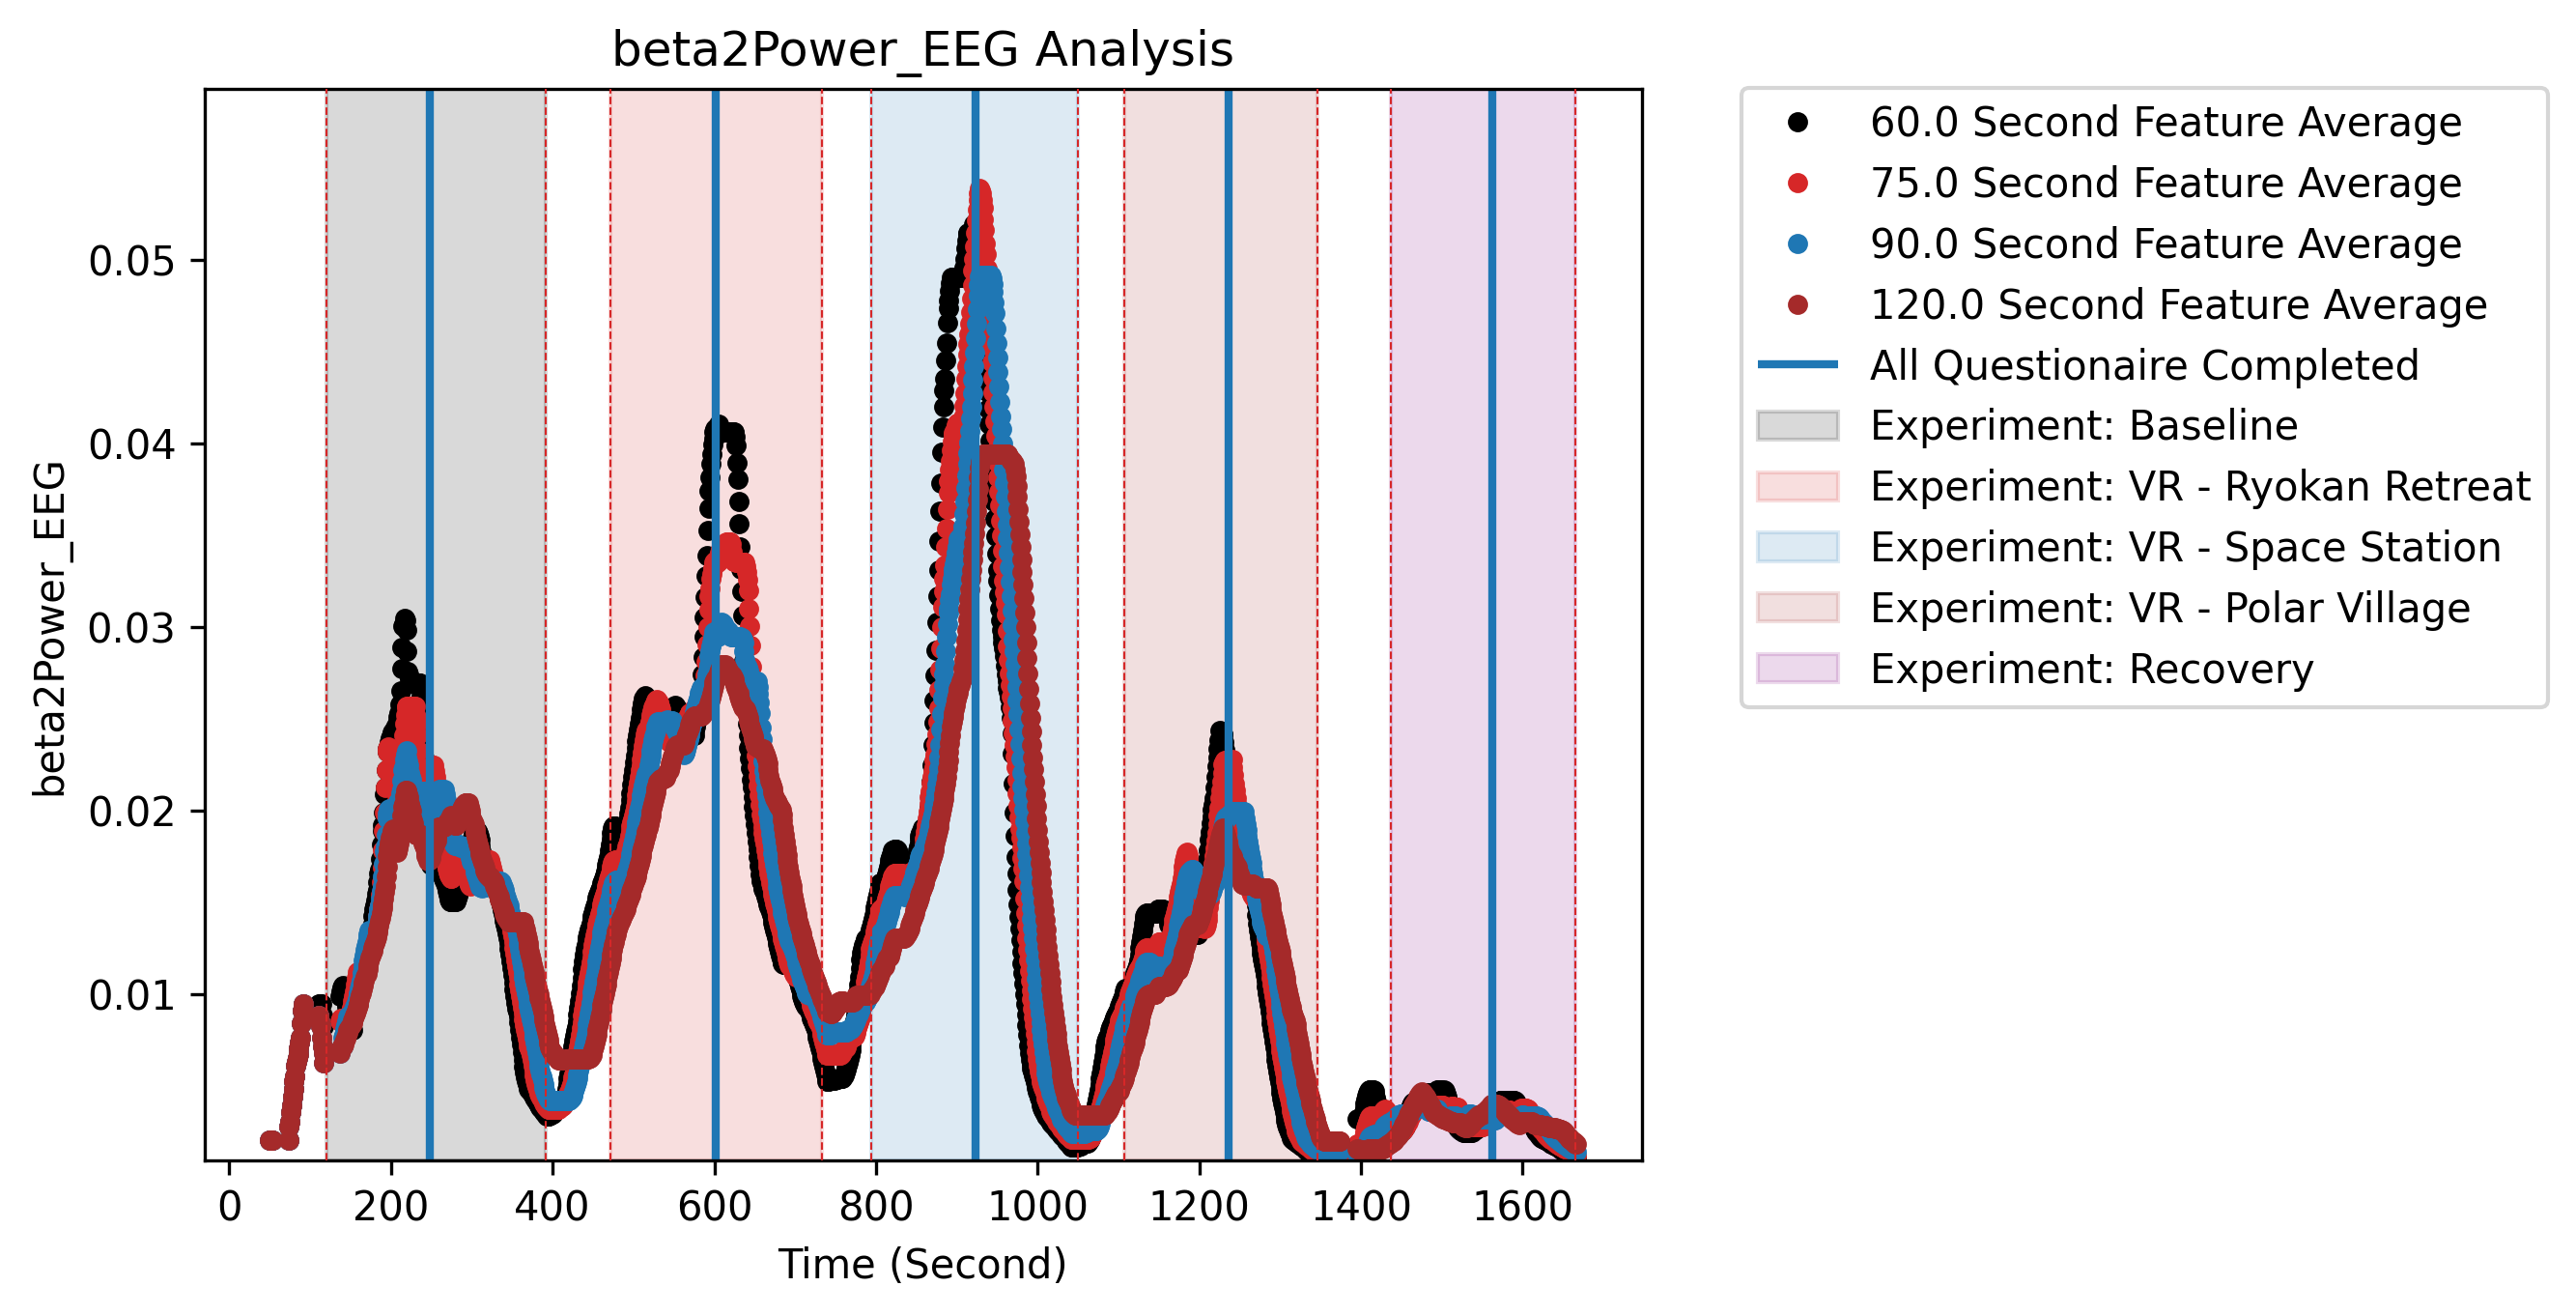 beta2Power_EEG Analysis
beta2Power_EEG
0.05
0.04
0.03
0.02
0.01
0
200
400
600
800
1000
1200
1400
1600
Time (Second)
60.0 Second Feature Average
75.0 Second Feature Average
90.0 Second Feature Average
120.0 Second Feature Average
All Questionaire Completed
Experiment: Baseline
Experiment: VR - Ryokan Retreat
Experiment: VR - Space Station
Experiment: VR - Polar Village
Experiment: Recovery